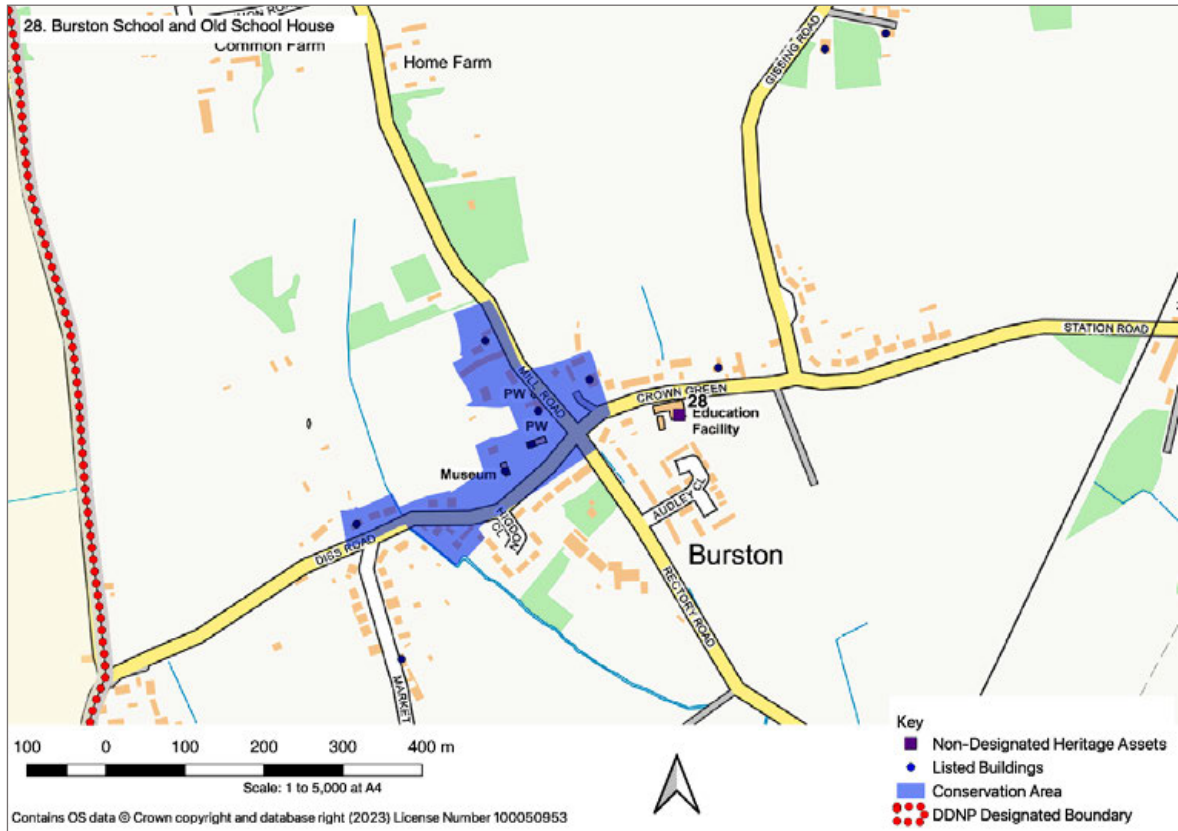 28. Burston School and Old School House
Common Farm
Home Farm
GISSING ROAD
STATION ROAD
MILL ROAD
CROWN GREEN
PW
28
Education
Facility
PW
Museum
AUDLEY CL
HIGDON
CL
DISS ROAD
Burston
RECTORY ROAD
MARKET
100 0 100 200 300 400 m
Scale: 1 to 5,000 at A4
Key
Non-Designated Heritage Assets
Listed Buildings
Conservation Area
DDNP Designated Boundary
Contains OS data © Crown copyright and database right (2023) License Number 100050953